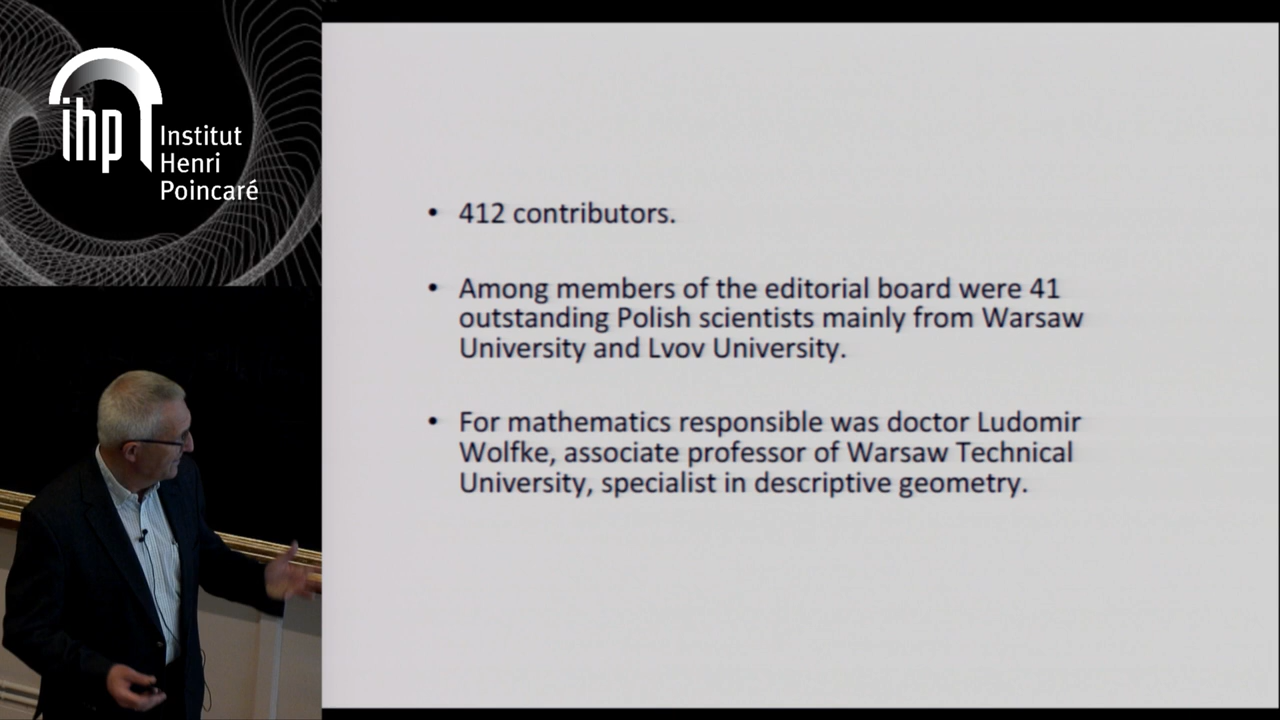 ihp
Institut
Henri
Poincaré
• 412 contributors.
• Among members of the editorial board were 41
outstanding Polish scientists mainly from Warsaw
University and Lvov University.
• For mathematics responsible was doctor Ludomir
Wolfke, associate professor of Warsaw Technical
University, specialist in descriptive geometry.